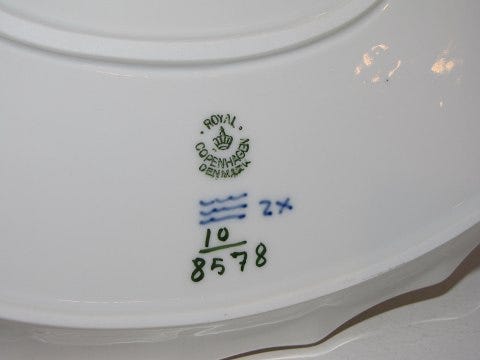 ROYAL
COPENHAGEN
DENMARK
2x
10
8578